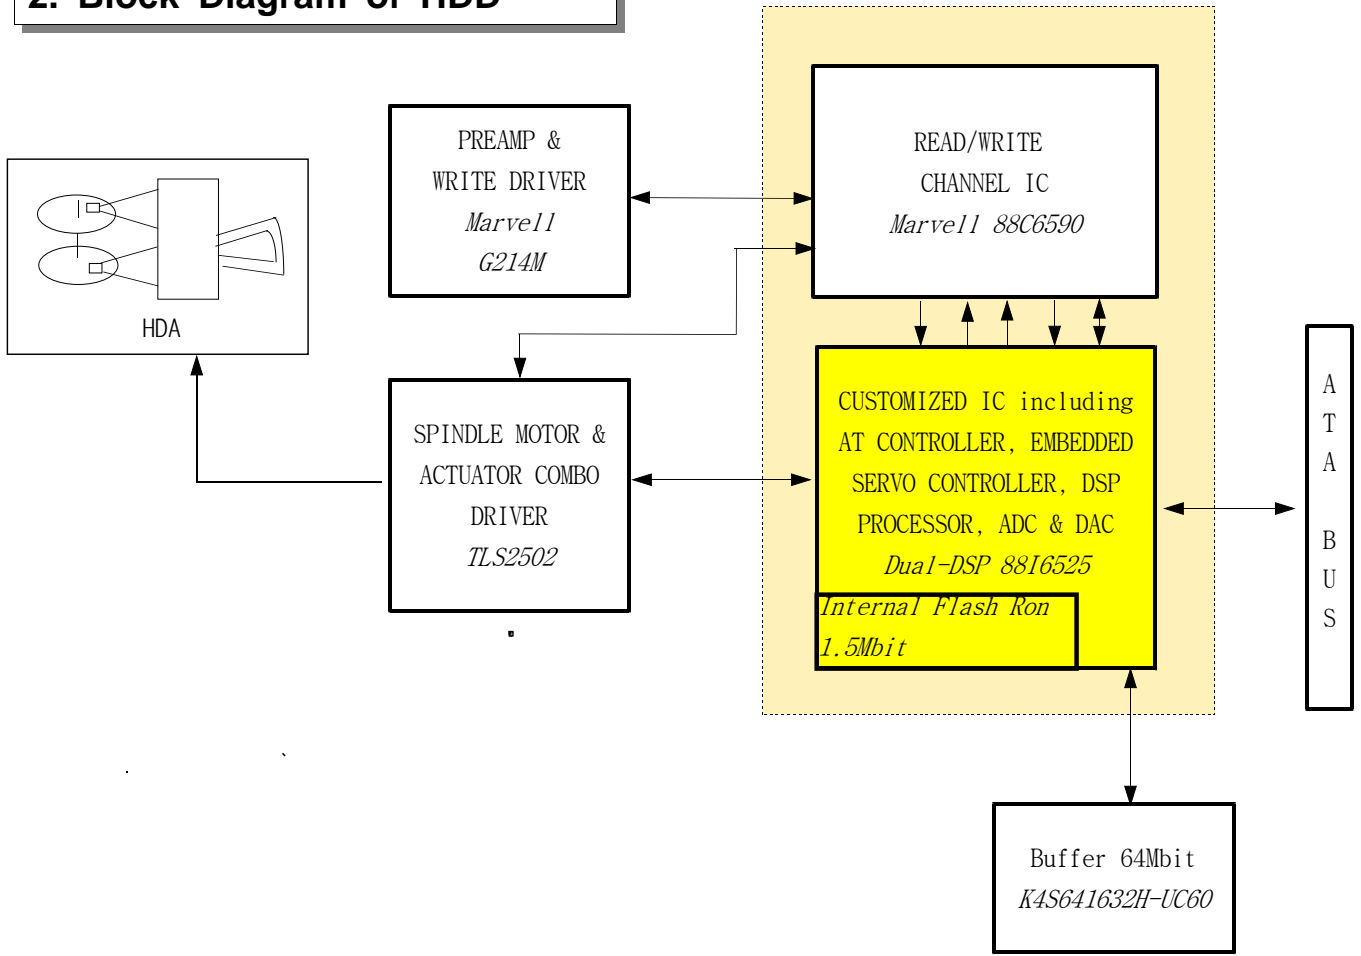 2. Block Diagram of HDD
PREAMP &
WRITE DRIVER
Marvell
G214M
READ/WRITE
CHANNEL IC
Marvell 88C6590
HDA
SPINDLE MOTOR &
ACTUATOR COMBO
DRIVER
TLS2502
CUSTOMIZED IC including
AT CONTROLLER, EMBEDDED
SERVO CONTROLLER, DSP
PROCESSOR, ADC & DAC
Dual-DSP 88I6525
Internal Flash Ron
1.5Mbit
A
T
A
B
U
S
Buffer 64Mbit
K4S641632H-UC60